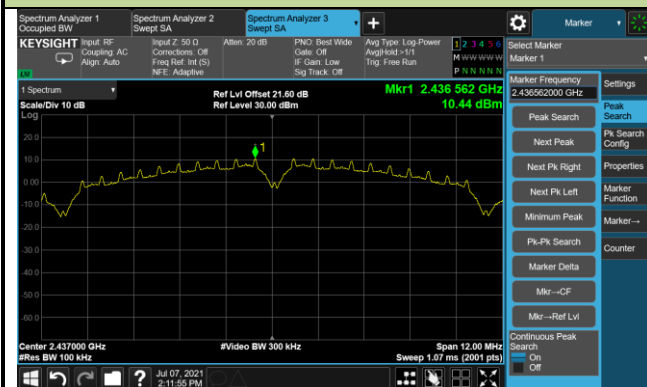 Spectrum Analyzer 1
Occupied BW
Spectrum Analyzer 2
Swept SA
Spectrum Analyzer 3
Swept SA
Marker
KEYSIGHT
Input: RF
Coupling: AC
Align: Auto
Input Z: 50 Ω
Corrections: Off
Freq Ref: Int (S)
NFE: Adaptive
Atten: 20 dB
PNO: Best Wide
Gate: Off
IF Gain: Low
Sig Track: Off
Avg Type: Log-Power
Avg|Hold:>1/1
Trig: Free Run
1 2 3 4 5 6
M W W W W W
P N N N N N
LVI
Select Marker
Marker 1
1 Spectrum
Scale/Div 10 dB
Log
Ref Lvl Offset 21.60 dB
Ref Level 30.00 dBm
Mkr1 2.436 562 GHz
10.44 dBm
20.0
10.0
0.00
-10.0
-20.0
-30.0
-40.0
-50.0
-60.0
1
Center 2.437000 GHz
#Res BW 100 kHz
#Video BW 300 kHz
Span 12.00 MHz
Sweep 1.07 ms (2001 pts)
Jul 07, 2021
2:11:55 PM
Marker Frequency
2.436562000 GHz
Peak Search
Next Peak
Next Pk Right
Next Pk Left
Minimum Peak
Pk-Pk Search
Marker Delta
Mkr→CF
Mkr→Ref Lvl
Continuous Peak
Search
On
Off
Settings
Peak
Search
Pk Search
Config
Properties
Marker
Function
Marker→
Counter